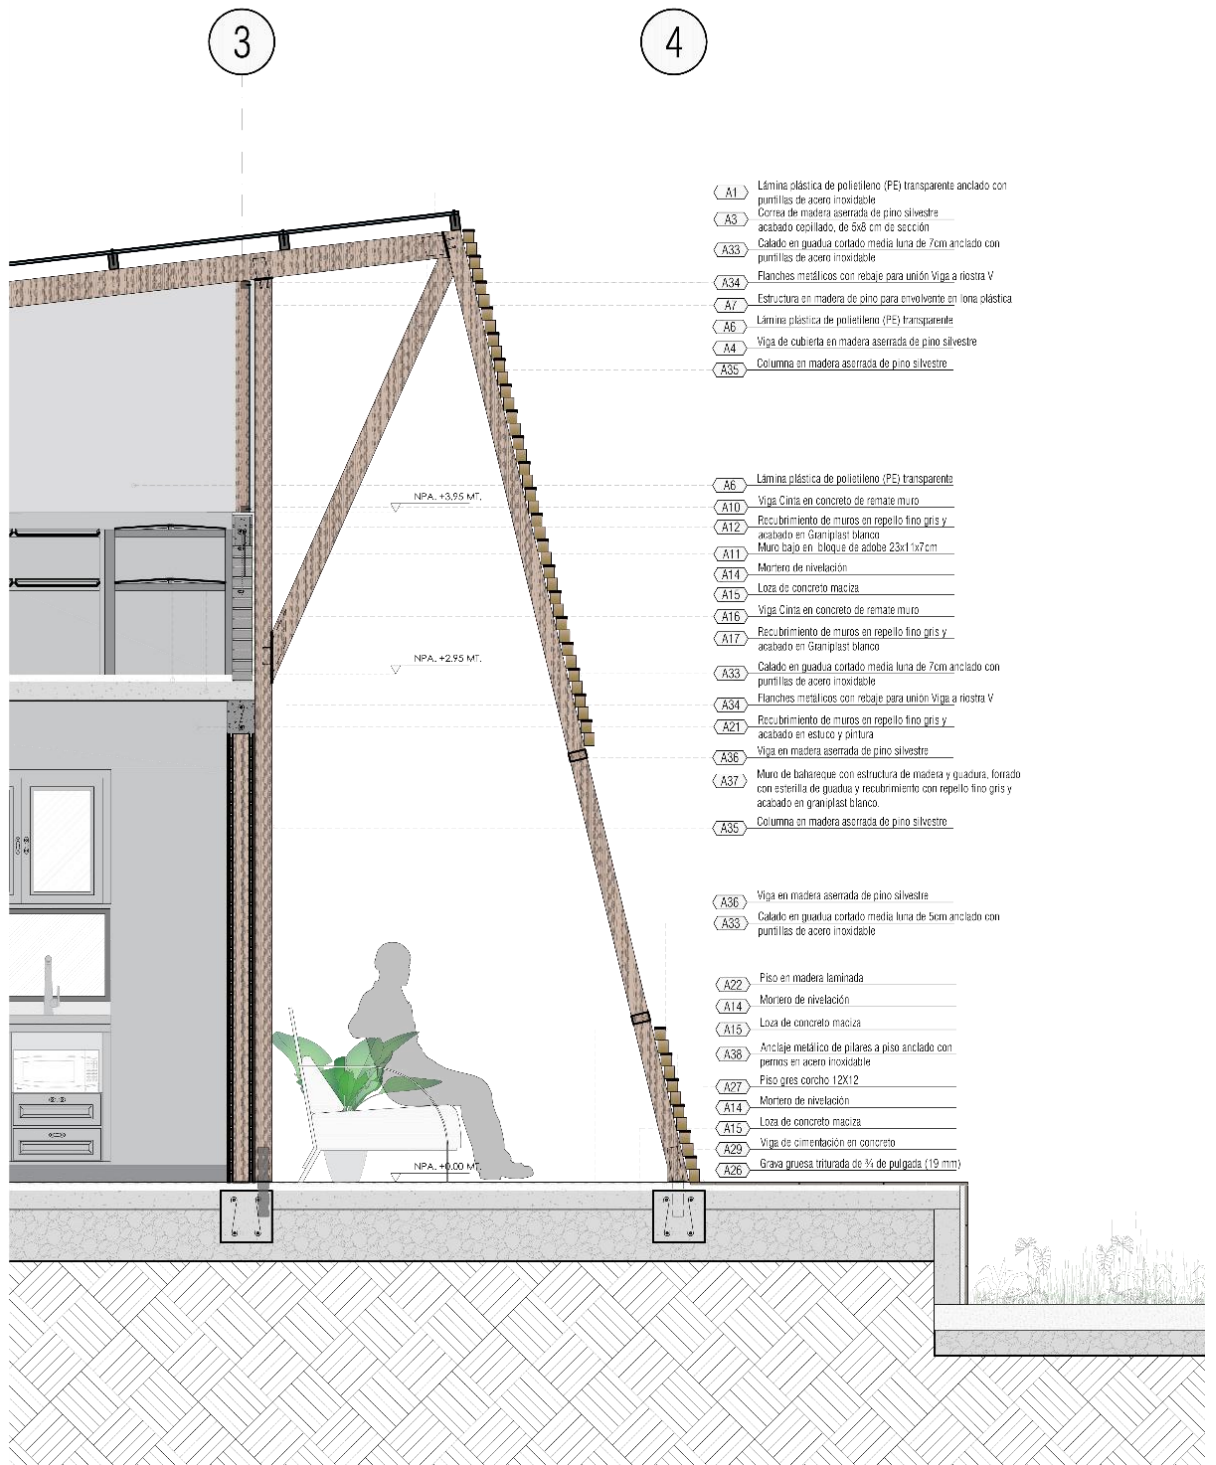 3
4
A1 Lámina plástica de polietileno (PE) transparente anclado con
puntillas de acero inoxidable
A3 Correa de madera aserrada de pino silvestre
acabado cepillado, de 5x8 cm de sección
A33 Calado en guadua cortado media luna de 7cm anclado con
puntillas de acero inoxidable
A34 Flanches metálicos con rebaje para unión Viga a riostra V
A7 Estructura en madera de pino para envolvente en lona plástica
A6 Lámina plástica de polietileno (PE) transparente
A4 Viga de cubierta en madera aserrada de pino silvestre
A35 Columna en madera aserrada de pino silvestre
A6 Lámina plástica de polietileno (PE) transparente
NPA. +3.95 MT.
A10 Viga Cinta en concreto de remate muro
A12 Recubrimiento de muros en repello fino gris y
acabado en Graniplast blanco
A11 Muro bajo en bloque de adobe 23x11x7cm
A14 Mortero de nivelación
A15 Loza de concreto maciza
A16 Viga Cinta en concreto de remate muro
A17 Recubrimiento de muros en repello fino gris y
acabado en Graniplast blanco
NPA. +2.95 MT.
A33 Calado en guadua cortado media luna de 7cm anclado con
puntillas de acero inoxidable
A34 Flanches metálicos con rebaje para unión Viga a riostra V
A21 Recubrimiento de muros en repello fino gris y
acabado en estuco y pintura
A36 Viga en madera aserrada de pino silvestre
A37 Muro de bahareque con estructura de madera y guadura, forrado
con esterilla de guadua y recubrimiento con repello fino gris y
acabado en graniplast blanco.
A35 Columna en madera aserrada de pino silvestre
A36 Viga en madera aserrada de pino silvestre
A33 Calado en guadua cortado media luna de 5cm anclado con
puntillas de acero inoxidable
A22 Piso en madera laminada
A14 Mortero de nivelación
A15 Loza de concreto maciza
A38 Anclaje metálico de pilares a piso anclado con
pernos en acero inoxidable
A27 Piso gres corcho 12X12
A14 Mortero de nivelación
A15 Loza de concreto maciza
A29 Viga de cimentación en concreto
A26 Grava gruesa triturada de ¾ de pulgada (19 mm)
NPA. +0.00 MT.